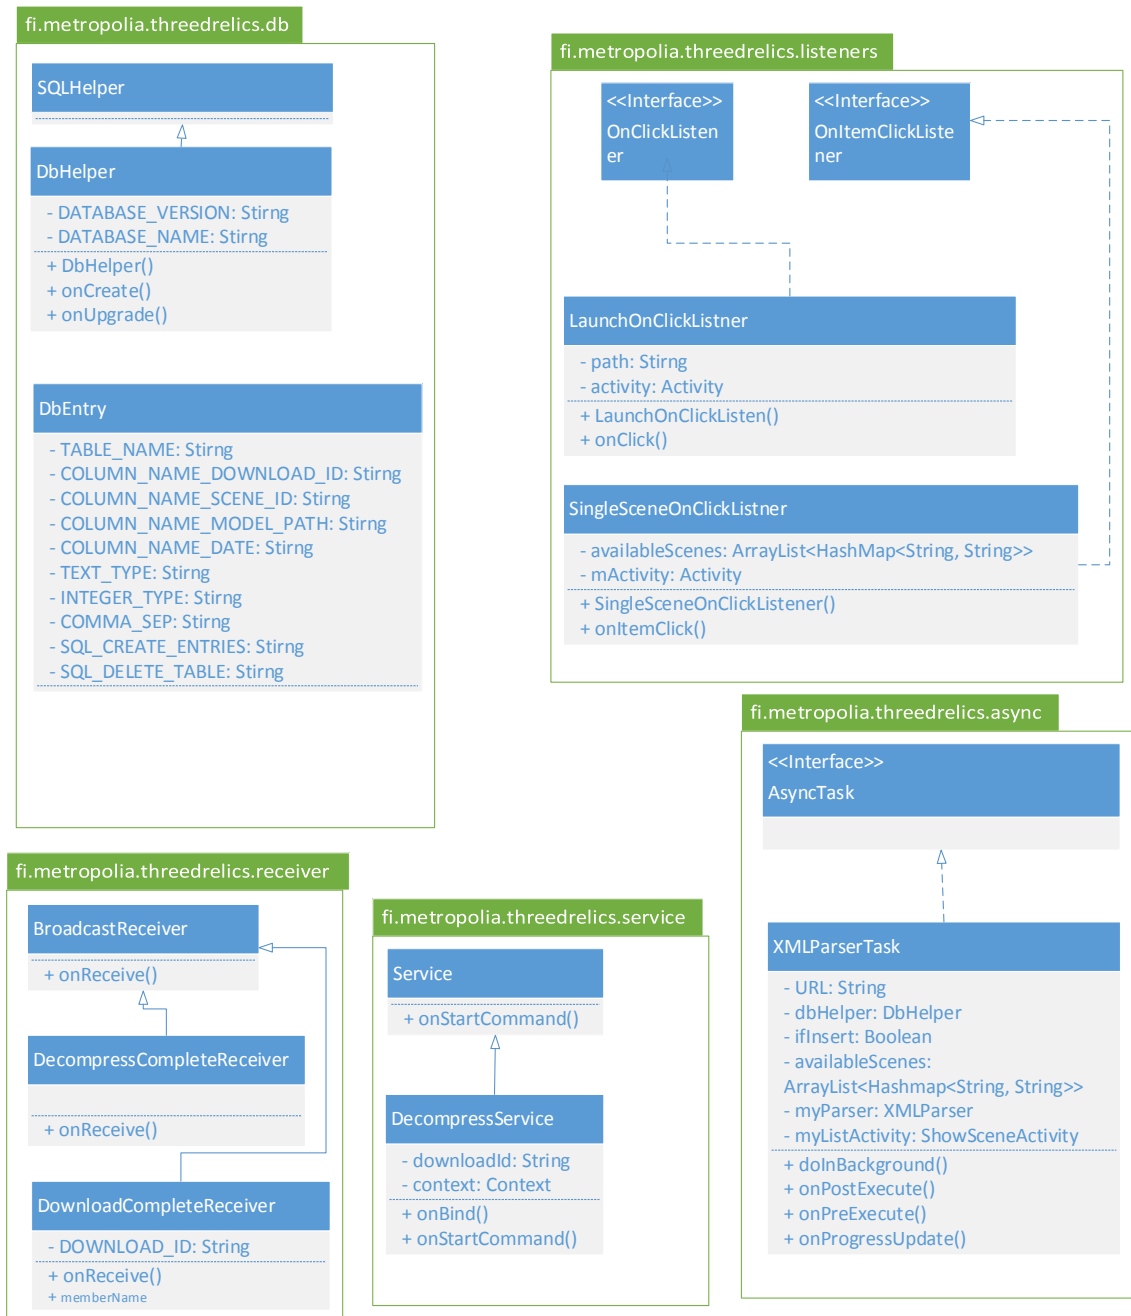 fi.metropolia.threedrelics.db
SQLHelper
DbHelper
- DATABASE_VERSION: Stirng
- DATABASE_NAME: Stirng
+ DbHelper()
+ onCreate()
+ onUpgrade()
DbEntry
- TABLE_NAME: Stirng
- COLUMN_NAME_DOWNLOAD_ID: Stirng
- COLUMN_NAME_SCENE_ID: Stirng
- COLUMN_NAME_MODEL_PATH: Stirng
- COLUMN_NAME_DATE: Stirng
- TEXT_TYPE: Stirng
- INTEGER_TYPE: Stirng
- COMMA_SEP: Stirng
- SQL_CREATE_ENTRIES: Stirng
- SQL_DELETE_TABLE: Stirng
fi.metropolia.threedrelics.listeners
<<Interface>>
OnClickListen
er
<<Interface>>
OnItemClickListe
ner
LaunchOnClickListner
- path: Stirng
- activity: Activity
+ LaunchOnClickListen()
+ onClick()
SingleSceneOnClickListner
- availableScenes: ArrayList<HashMap<String, String>>
- mActivity: Activity
+ SingleSceneOnClickListener()
+ onItemClick()
fi.metropolia.threedrelics.async
<<Interface>>
AsyncTask
XMLParserTask
- URL: String
- dbHelper: DbHelper
- ifInsert: Boolean
- availableScenes:
ArrayList<Hashmap<String, String>>
- myParser: XMLParser
- myListActivity: ShowSceneActivity
+ doInBackground()
+ onPostExecute()
+ onPreExecute()
+ onProgressUpdate()
fi.metropolia.threedrelics.receiver
BroadcastReceiver
+ onReceive()
DecompressCompleteReceiver
+ onReceive()
DownloadCompleteReceiver
- DOWNLOAD_ID: String
+ onReceive()
+ memberName
fi.metropolia.threedrelics.service
Service
+ onStartCommand()
DecompressService
- downloadId: String
- context: Context
+ onBind()
+ onStartCommand()